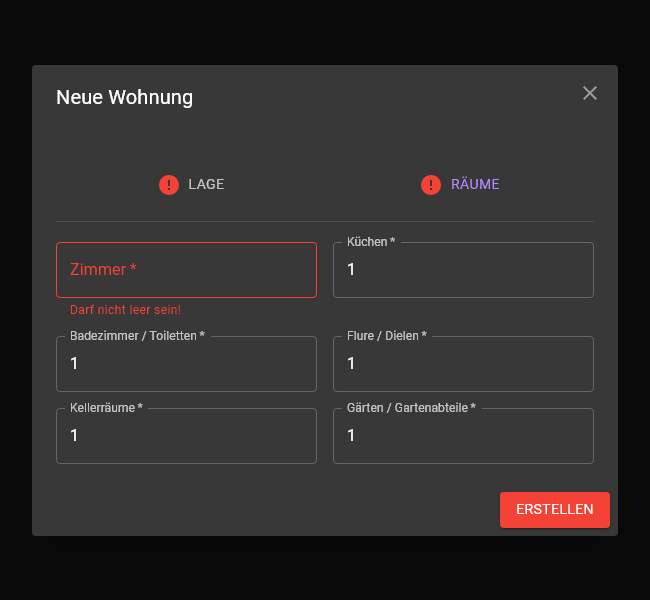 Neue Wohnung
LAGE
RÄUME
Zimmer *
Küchen *
1
Darf nicht leer sein!
Badezimmer / Toiletten *
Flure / Dielen *
1
1
Kellerräume *
Gärten / Gartenabteile *
1
1
ERSTELLEN